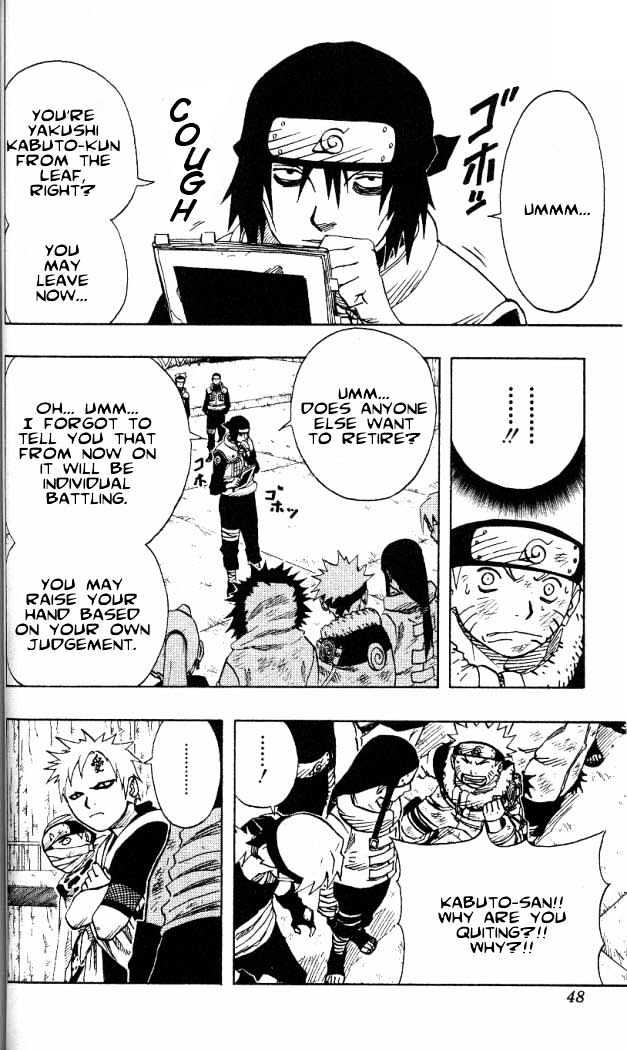 UMMM...
ゴホッ
COUGH
YOU'RE
YAKUSHI
KABUTO-KUN
FROM THE
LEAF,
RIGHT?
YOU
MAY
LEAVE
NOW...
........!!
UMM...
DOES ANYONE
ELSE WANT
TO RETIRE?
ゴホ
ゴホッ
OH... UMM...
I FORGOT TO
TELL YOU THAT
FROM NOW ON
IT WILL BE
INDIVIDUAL
BATTLING.
YOU MAY
RAISE YOUR
HAND BASED
ON YOUR OWN
JUDGEMENT.
KABUTO-SAN!!
WHY ARE YOU
QUITING?!!
WHY?!!
......!
......
48